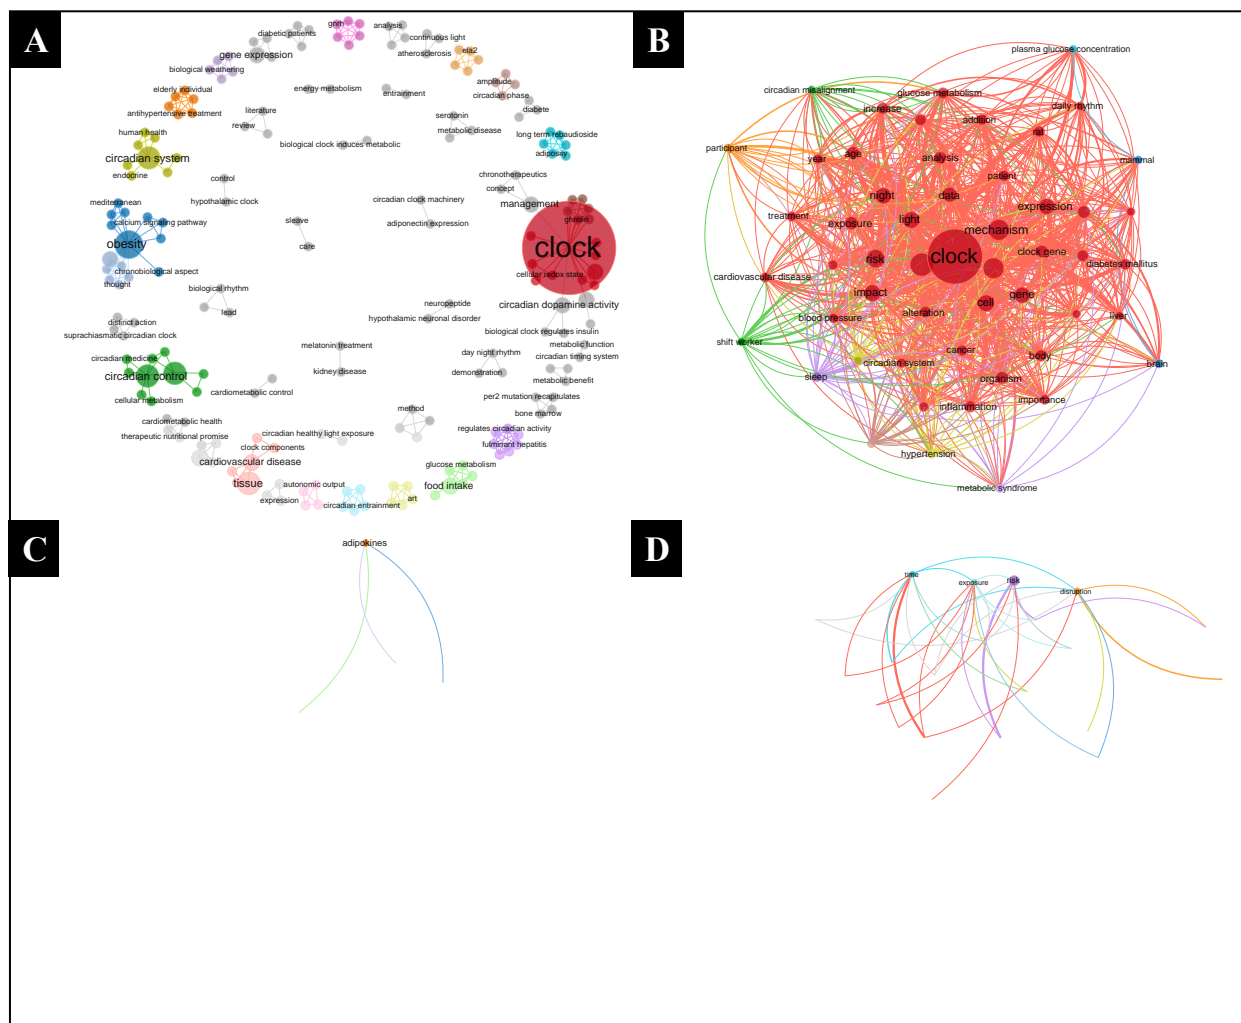 A
grith
diabetic patients
analysis
continuous light
gene expression
atherosclerosis
ela2
biological weathering
amplitude
energy metabolism
elderly individual
entrainment
circadian phase
diabete
antihypertensive treatment
literature
serotonin
review
metabolic disease
human health
long term rebaudioside
biological clock induces metabolic
circadian system
adiposity
endocrine
control
chronotherapeutics
concept
hypothalamic clock
mediterranean
circadian clock machinery
management
calcium signaling pathway
sleave
adiponectin expression
ghrelin
obesity
care
clock
chronobiological aspect
cellular redox state
thought
biological rhythm
lead
neuropeptide
circadian dopamine activity
distinct action
hypothalamic neuronal disorder
suprachiasmatic circadian clock
biological clock regulates insulin
melatonin treatment
metabolic function
circadian medicine
day night rhythm
circadian timing system
circadian control
kidney disease
demonstration
metabolic benefit
cellular metabolism
cardiometabolic control
per2 mutation recapitulates
method
bone marrow
cardiometabolic health
therapeutic nutritional promise
circadian healthy light exposure
regulates circadian activity
clock components
fulminant hepatitis
cardiovascular disease
glucose metabolism
tissue
autonomic output
food intake
expression
circadian entrainment
art
B
plasma glucose concentration
circadian misalignment
glucose metabolism
increase
daily rhythm
addition
rat
participant
year
age
analysis
mammal
patient
night
data
treatment
light
expression
exposure
mechanism
clock
clock gene
risk
diabetes mellitus
cardiovascular disease
impact
cell
gene
blood pressure
alteration
liver
shift worker
cancer
body
circadian system
brain
sleep
organism
importance
inflammation
hypertension
metabolic syndrome
C
adipokines
D
time
exposure
risk
disruption